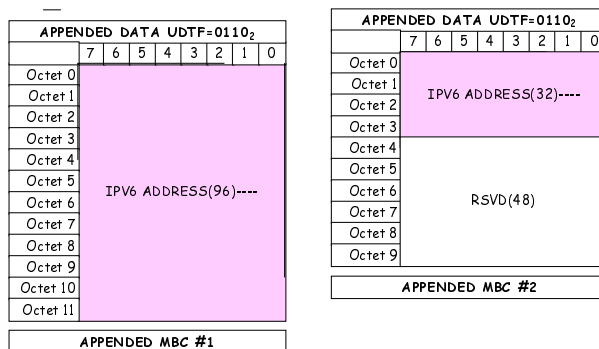 APPENDED DATA UDTF=0110₂
7 6 5 4 3 2 1 0
Octet 0
Octet 1
Octet 2
Octet 3
Octet 4
Octet 5
Octet 6
Octet 7
Octet 8
Octet 9
Octet 10
Octet 11
IPV6 ADDRESS(96)----
APPENDED MBC #1
APPENDED DATA UDTF=0110₂
7 6 5 4 3 2 1 0
Octet 0
Octet 1
Octet 2
Octet 3
IPV6 ADDRESS(32)----
Octet 4
Octet 5
Octet 6
Octet 7
Octet 8
Octet 9
RSVD(48)
APPENDED MBC #2